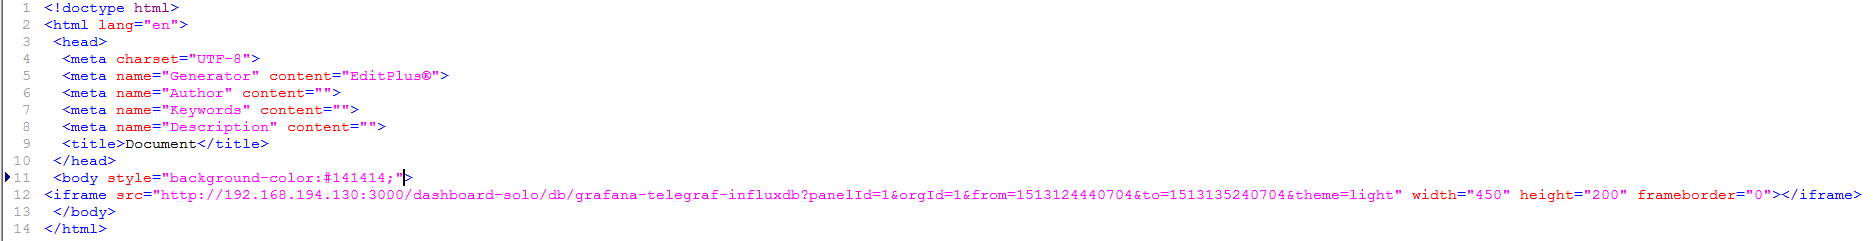 1 <!doctype html>
2 <html lang="en">
3 <head>
4 <meta charset="UTF-8">
5 <meta name="Generator" content="EditPlus®">
6 <meta name="Author" content="">
7 <meta name="Keywords" content="">
8 <meta name="Description" content="">
9 <title>Document</title>
10 </head>
11 <body style="background-color:#141414;">
12 <iframe src="http://192.168.194.130:3000/dashboard-solo/db/grafana-telegraf-influxdb?panelId=1&orgId=1&from=1513124440704&to=1513135240704&theme=light" width="450" height="200" frameborder="0"></iframe>
13 </body>
14 </html>